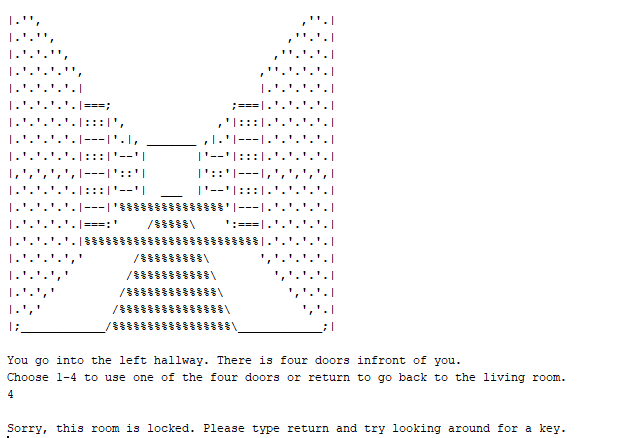 You go into the left hallway. There is four doors infront of you.
Choose 1-4 to use one of the four doors or return to go back to the living room.
4
Sorry, this room is locked. Please type return and try looking around for a key.